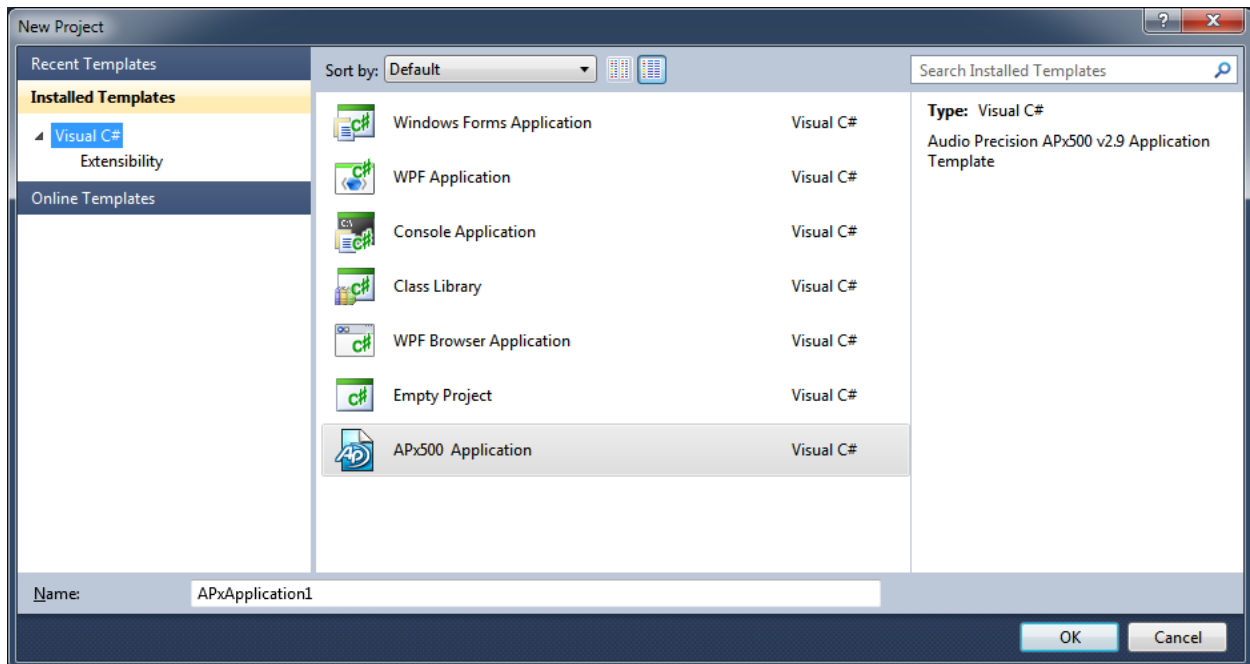 New Project
Recent Templates
Installed Templates
Visual C#
Extensibility
Online Templates
Sort by: Default
Windows Forms Application Visual C#
WPF Application Visual C#
Console Application Visual C#
Class Library Visual C#
WPF Browser Application Visual C#
Empty Project Visual C#
APx500 Application Visual C#
Search Installed Templates
Type: Visual C#
Audio Precision APx500 v2.9 Application
Template
Name: APxApplication1
OK Cancel